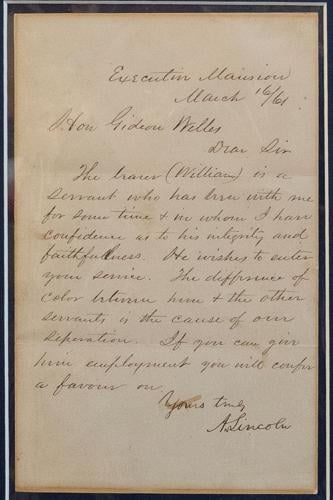 Executive Mansion
March 16/61
Hon Gideon Welles
Dear Sir
The bearer (William) is a
servant who has been with me
for some time & in whom I have
confidence as to his integrity and
faithfulness. He wishes to enter
your service. The difference of
color between him & the other
servants is the cause of our
seperation. If you can give
him employment you will confer
a favour on
Yours truly
A. Lincoln